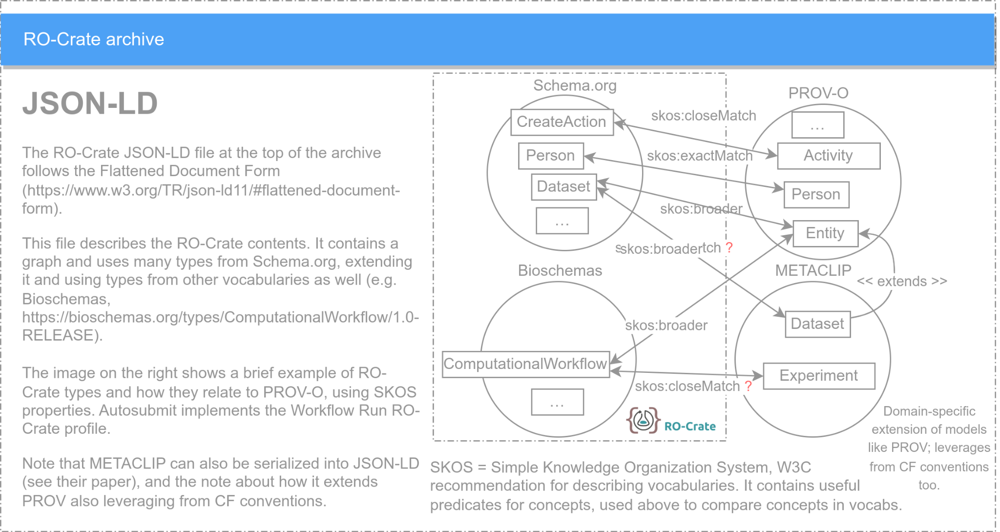 RO-Crate archive
JSON-LD
The RO-Crate JSON-LD file at the top of the archive
follows the Flattened Document Form
(https://www.w3.org/TR/json-ld11/#flattened-document-
form).
This file describes the RO-Crate contents. It contains a
graph and uses many types from Schema.org, extending
it and using types from other vocabularies as well (e.g.
Bioschemas,
https://bioschemas.org/types/ComputationalWorkflow/1.0-
RELEASE).
The image on the right shows a brief example of RO-
Crate types and how they relate to PROV-O, using SKOS
properties. Autosubmit implements the Workflow Run RO-
Crate profile.
Note that METACLIP can also be serialized into JSON-LD
(see their paper), and the note about how it extends
PROV also leveraging from CF conventions.
Schema.org
CreateAction
Person
Dataset
...
skos:closeMatch
skos:exactMatch
skos:broader
skos:broader
tch ?
PROV-O
...
Activity
Person
Entity
Bioschemas
ComputationalWorkflow
...
skos:broader
skos:closeMatch ?
METACLIP
<< extends >>
Dataset
Experiment
RO-Crate
Domain-specific
extension of models
like PROV; leverages
from CF conventions
too.
SKOS = Simple Knowledge Organization System, W3C
recommendation for describing vocabularies. It contains useful
predicates for concepts, used above to compare concepts in vocabs.